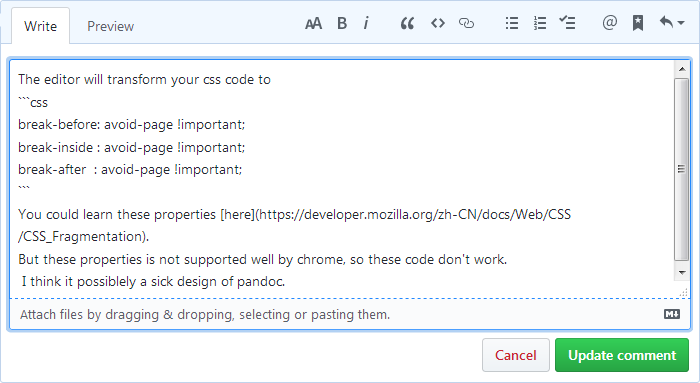 Write Preview AA B i “ <> @
The editor will transform your css code to
```css
break-before: avoid-page !important;
break-inside : avoid-page !important;
break-after  : avoid-page !important;
```
You could learn these properties [here](https://developer.mozilla.org/zh-CN/docs/Web/CSS
/CSS_Fragmentation).
But these properties is not supported well by chrome, so these code don't work.
 I think it possiblely a sick design of pandoc.
Attach files by dragging & dropping, selecting or pasting them.
Cancel Update comment